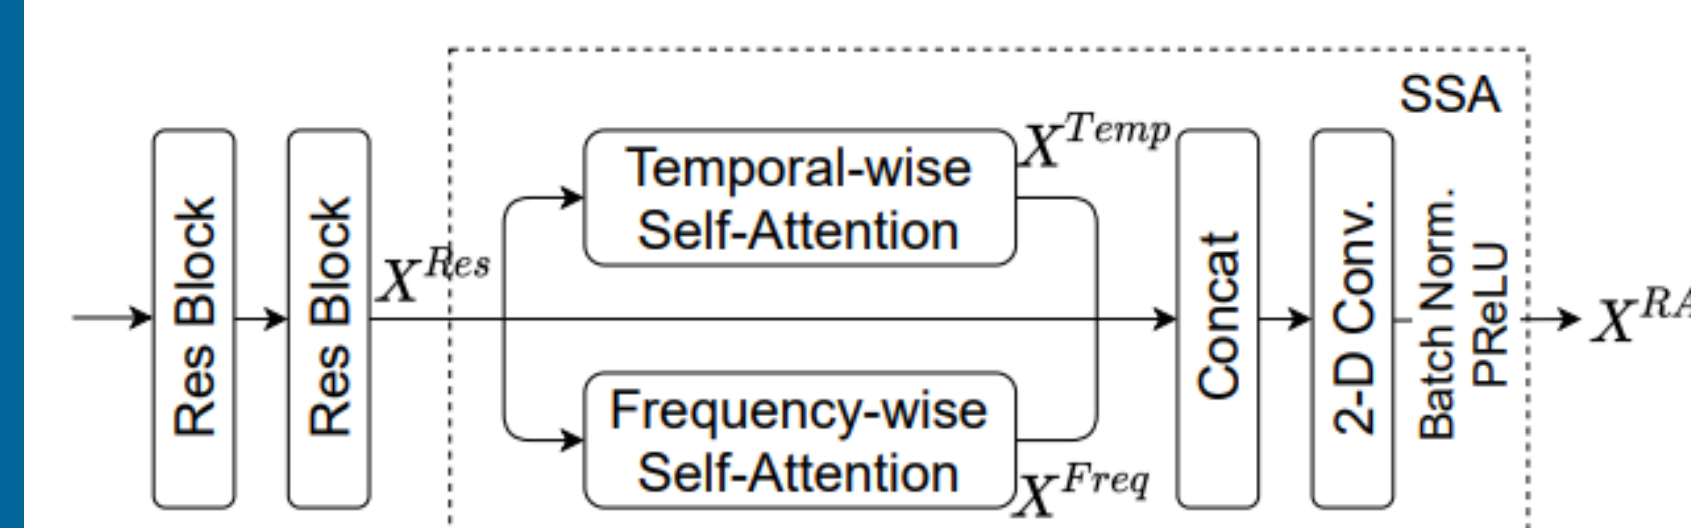 SSA
Res Block
Res Block
X^{Res}
Temporal-wise
Self-Attention
X^{Temp}
Frequency-wise
Self-Attention
X^{Freq}
Concat
2-D Conv.
Batch Norm.
PReLU
X^{RA